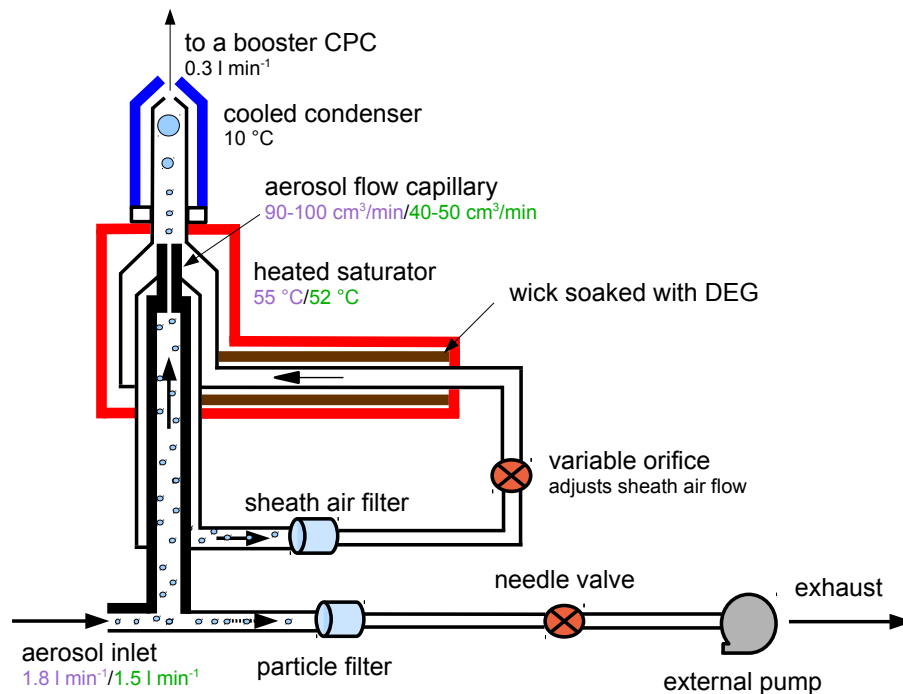 to a booster CPC
0.3 l min⁻¹
cooled condenser
10 °C
aerosol flow capillary
90-100 cm³/min/40-50 cm³/min
heated saturator
55 °C/52 °C
wick soaked with DEG
variable orifice
adjusts sheath air flow
sheath air filter
needle valve
exhaust
aerosol inlet
1.8 l min⁻¹/1.5 l min⁻¹
particle filter
external pump